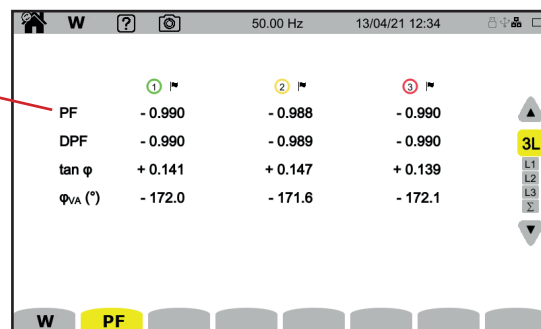 W ? 50.00 Hz 13/04/21 12:34
1 2 3
PF - 0.990 - 0.988 - 0.990
DPF - 0.990 - 0.989 - 0.990
tan φ + 0.141 + 0.147 + 0.139
φVA (°) - 172.0 - 171.6 - 172.1
3L
L1
L2
L3
Σ
W PF